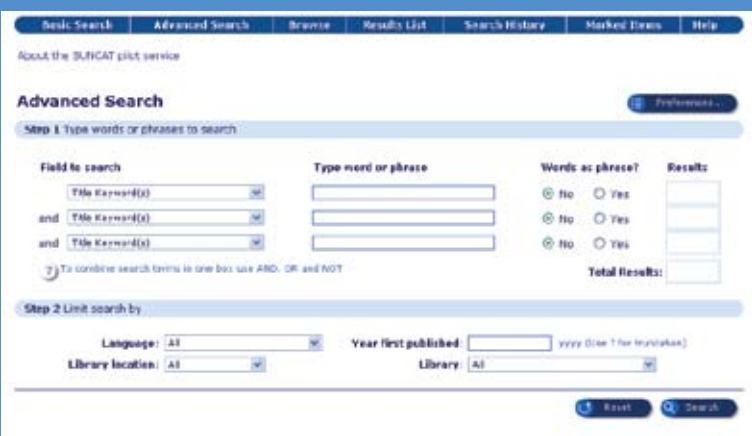 Basic Search Advanced Search Browse Results List Search History Marked Items Help
About the SUNCAT pilot service
Advanced Search
Preferences
Step 1 Type words or phrases to search
Field to search Type word or phrase Words as phrase? Results
Title Keyword(s) No Yes
and Title Keyword(s) No Yes
and Title Keyword(s) No Yes
? To combine search terms in one box use AND, OR and NOT
Total Results:
Step 2 Limit search by
Language: All Year first published: yyyy (Use ? for truncation)
Library location: All Library: All
Reset Search